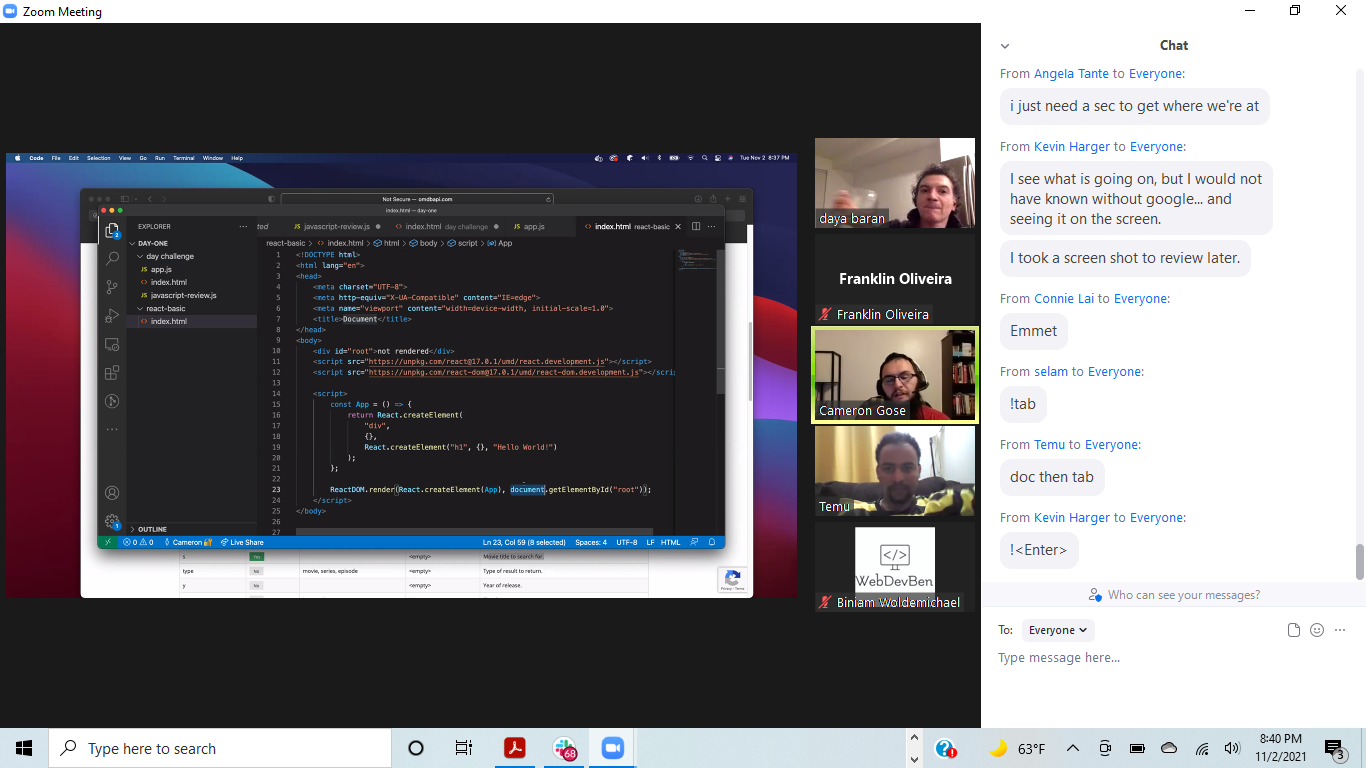 Zoom Meeting
Code File Edit Selection View Go Run Terminal Window Help
Tue Nov 2 8:37 PM
Not Secure — omdbapi.com
index.html — day-one
EXPLORER
javascript-review.js
index.html day challenge
app.js
index.html react-basic
react-basic > index.html > html > body > script > App
DAY-ONE
day challenge
app.js
index.html
javascript-review.js
react-basic
index.html
OUTLINE
1 <!DOCTYPE html>
2 <html lang="en">
3 <head>
4 <meta charset="UTF-8">
5 <meta http-equiv="X-UA-Compatible" content="IE=edge">
6 <meta name="viewport" content="width=device-width, initial-scale=1.0">
7 <title>Document</title>
8 </head>
9 <body>
10 <div id="root">not rendered</div>
11 <script src="https://unpkg.com/react@17.0.1/umd/react.development.js"></script>
12 <script src="https://unpkg.com/react-dom@17.0.1/umd/react-dom.development.js"></scrip
13
14 <script>
15 const App = () => {
16 return React.createElement(
17 "div",
18 {},
19 React.createElement("h1", {}, "Hello World!")
20 );
21 };
22
23 ReactDOM.render(React.createElement(App), document.getElementById("root"));
24 </script>
25 </body>
26
27
0 0 Cameron Live Share
Ln 23, Col 59 (8 selected) Spaces: 4 UTF-8 LF HTML
s Yes <empty> Movie title to search for.
type No movie, series, episode <empty> Type of result to return.
y No <empty> Year of release.
Privacy - Terms
daya baran
Franklin Oliveira
Franklin Oliveira
Cameron Gose
Temu
</>
WebDevBen
Biniam Woldemichael
Chat
From Angela Tante to Everyone:
i just need a sec to get where we're at
From Kevin Harger to Everyone:
I see what is going on, but I would not
have known without google... and
seeing it on the screen.
I took a screen shot to review later.
From Connie Lai to Everyone:
Emmet
From selam to Everyone:
!tab
From Temu to Everyone:
doc then tab
From Kevin Harger to Everyone:
!<Enter>
Who can see your messages?
To: Everyone
Type message here...
Type here to search
68
63°F
8:40 PM
11/2/2021
3